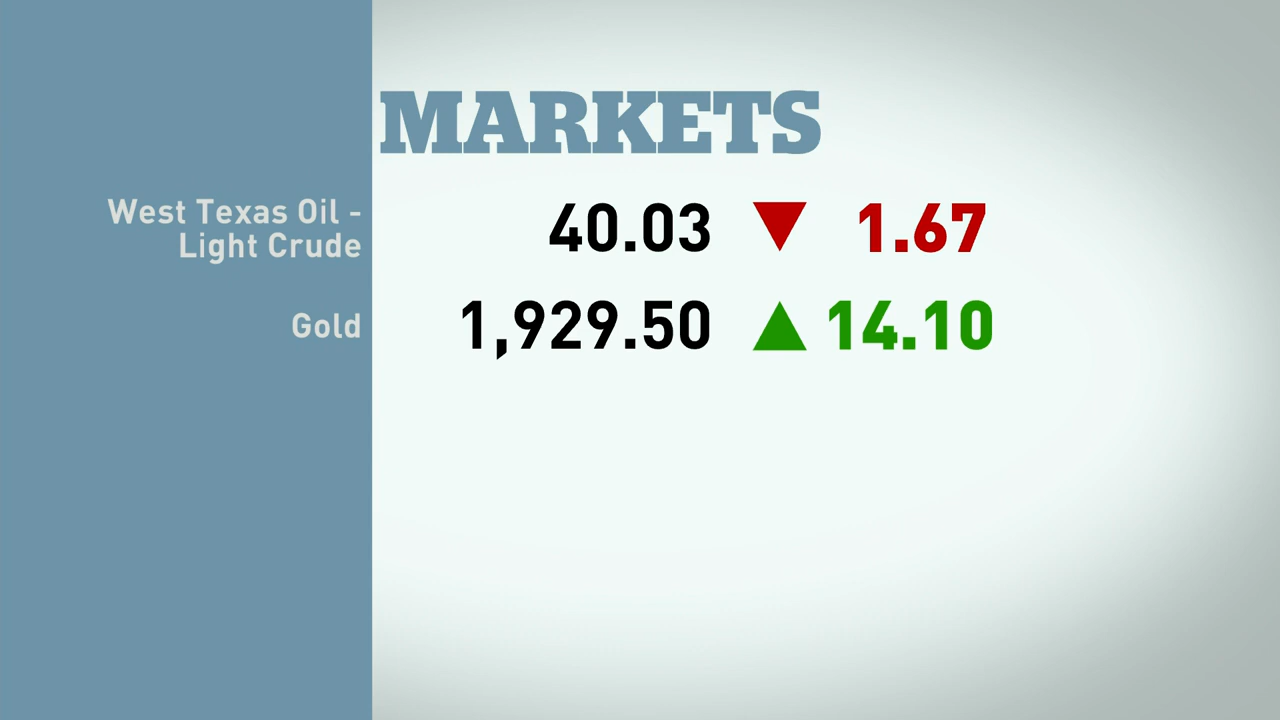 MARKETS
West Texas Oil -
Light Crude
40.03 ▼ 1.67
Gold
1,929.50 ▲ 14.10